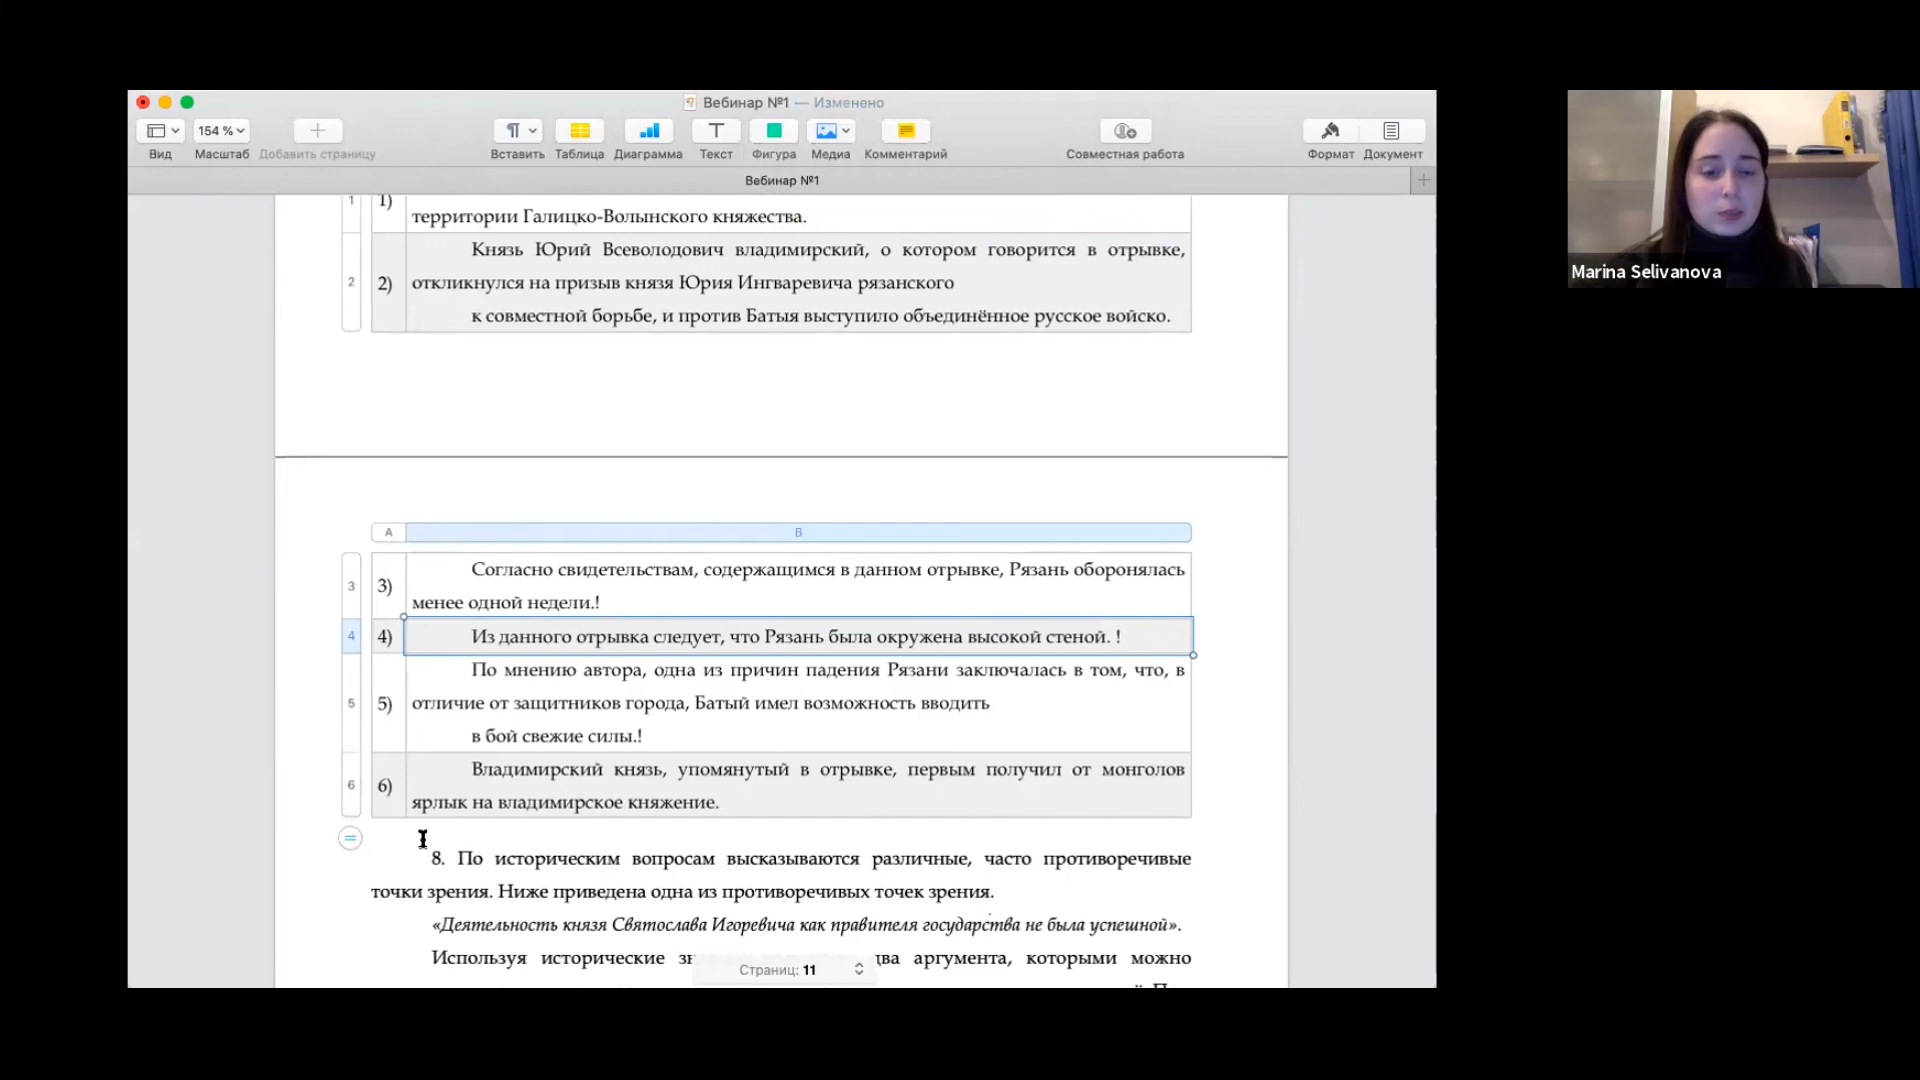 Вебинар №1 — Изменено
154 %
Вид
Масштаб
Добавить страницу
Вставить
Таблица
Диаграмма
Текст
Фигура
Медиа
Комментарий
Совместная работа
Формат
Документ
Вебинар №1
1
1)
территории Галицко-Волынского княжества.
2
2)
Князь Юрий Всеволодович владимирский, о котором говорится в отрывке,
откликнулся на призыв князя Юрия Ингваревича рязанского
к совместной борьбе, и против Батыя выступило объединённое русское войско.
A
B
3
3)
Согласно свидетельствам, содержащимся в данном отрывке, Рязань оборонялась
менее одной недели.!
4
4)
Из данного отрывка следует, что Рязань была окружена высокой стеной. !
5
5)
По мнению автора, одна из причин падения Рязани заключалась в том, что, в
отличие от защитников города, Батый имел возможность вводить
в бой свежие силы.!
6
6)
Владимирский князь, упомянутый в отрывке, первым получил от монголов
ярлык на владимирское княжение.
8. По историческим вопросам высказываются различные, часто противоречивые
точки зрения. Ниже приведена одна из противоречивых точек зрения.
«Деятельность князя Святослава Игоревича как правителя государства не была успешной».
Используя исторические аргумента, которыми можно
Страниц: 11
Marina Selivanova